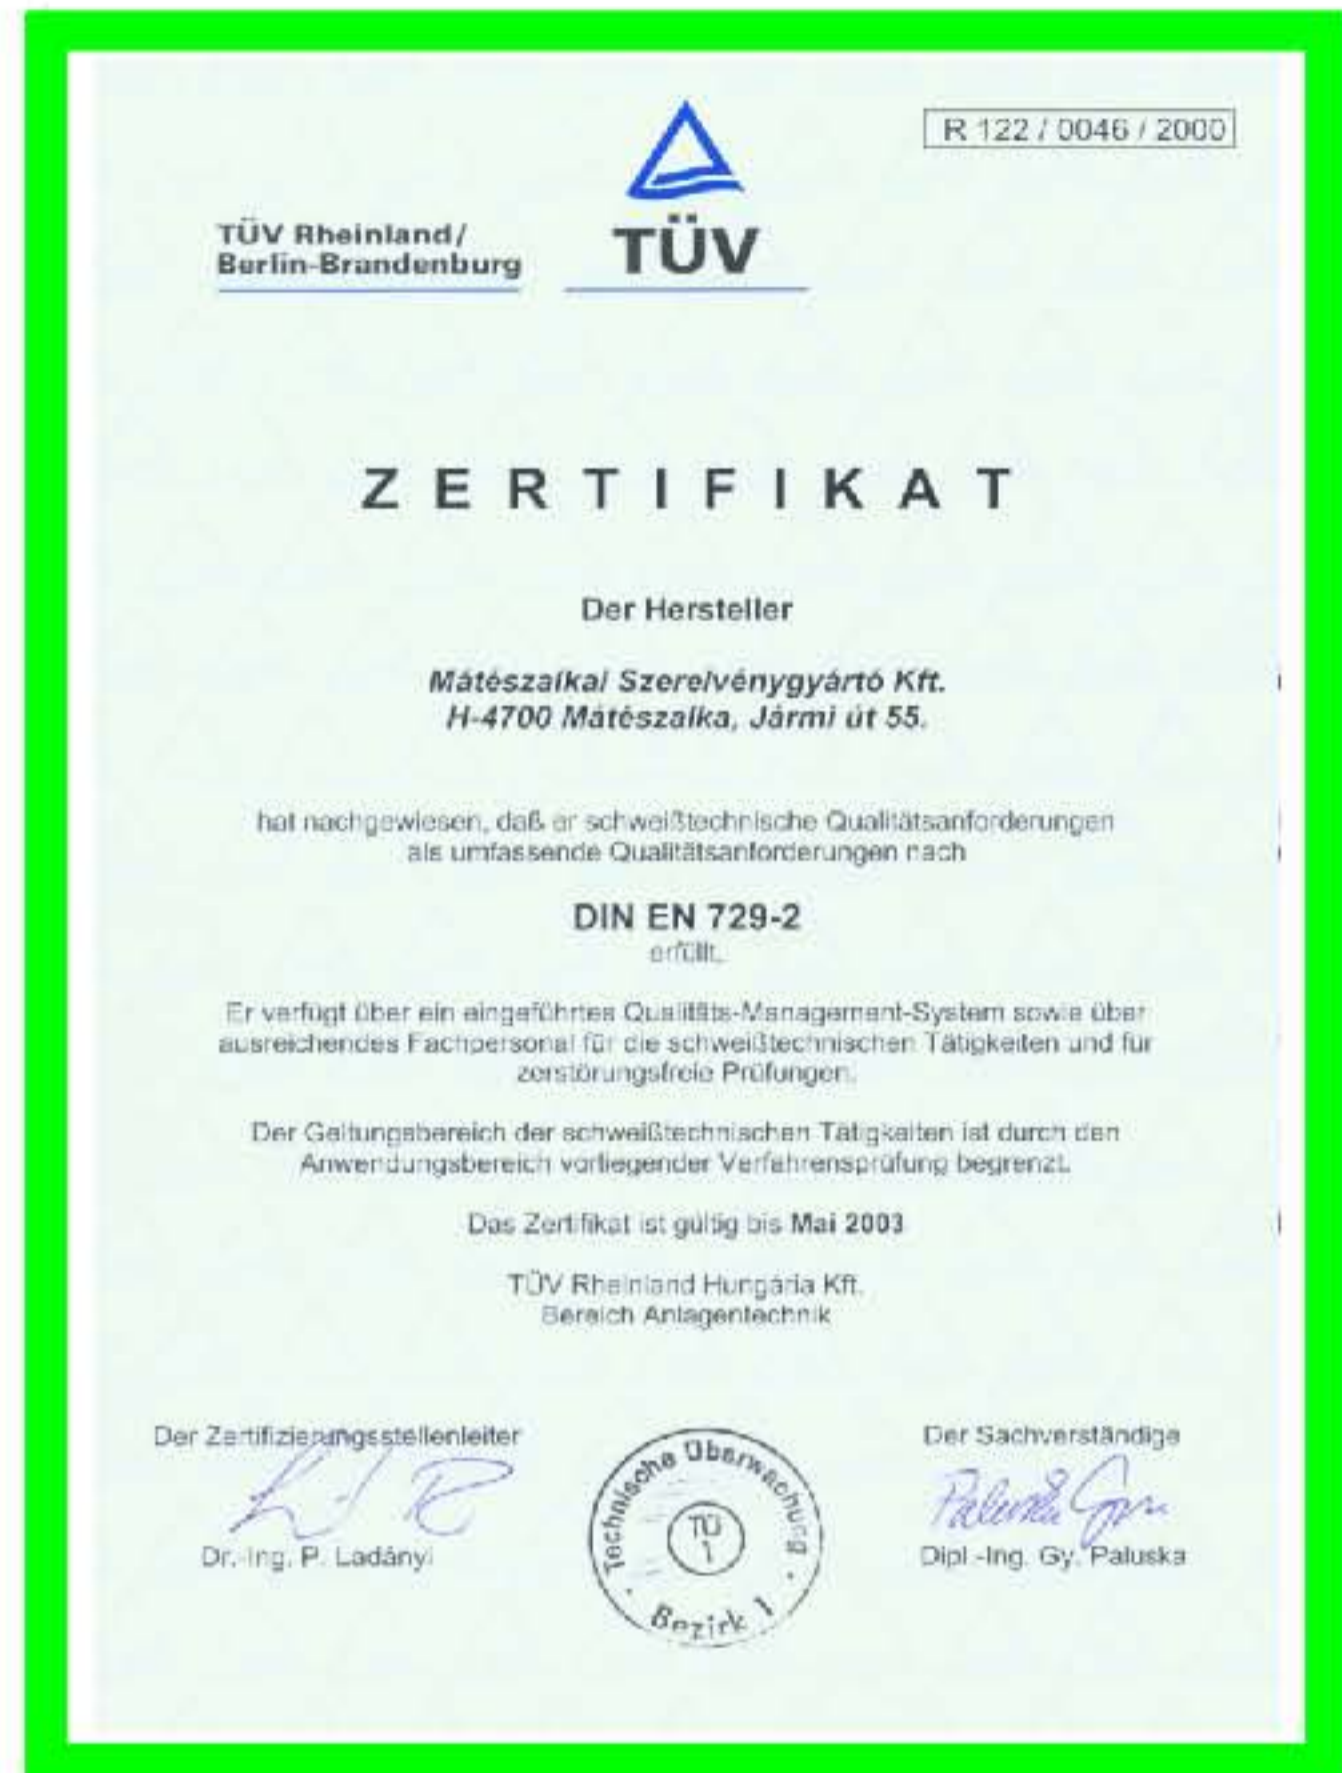 R 122 / 0046 / 2000
TÜV Rheinland/
Berlin-Brandenburg
TÜV
ZERTIFIKAT
Der Hersteller
Mátészalkai Szerelvénygyártó Kft.
H-4700 Mátészalka, Jármi út 55.
hat nachgewiesen, daß er schweißtechnische Qualitätsanforderungen
als umfassende Qualitätsanforderungen nach
DIN EN 729-2
erfüllt.
Er verfügt über ein eingeführtes Qualitäts-Management-System sowie über
ausreichendes Fachpersonal für die schweißtechnischen Tätigkeiten und für
zerstörungsfreie Prüfungen.
Der Geltungsbereich der schweißtechnischen Tätigkeiten ist durch den
Anwendungsbereich vorliegender Verfahrensprüfung begrenzt.
Das Zertifikat ist gültig bis Mai 2003
TÜV Rheinland Hungária Kft.
Bereich Anlagentechnik
Der Zertifizierungsstellenleiter
Dr.-Ing. P. Ladányi
Technische Überwachung
TÜ
1
Bezirk 1
Der Sachverständige
Paluska
Dipl.-Ing. Gy. Paluska